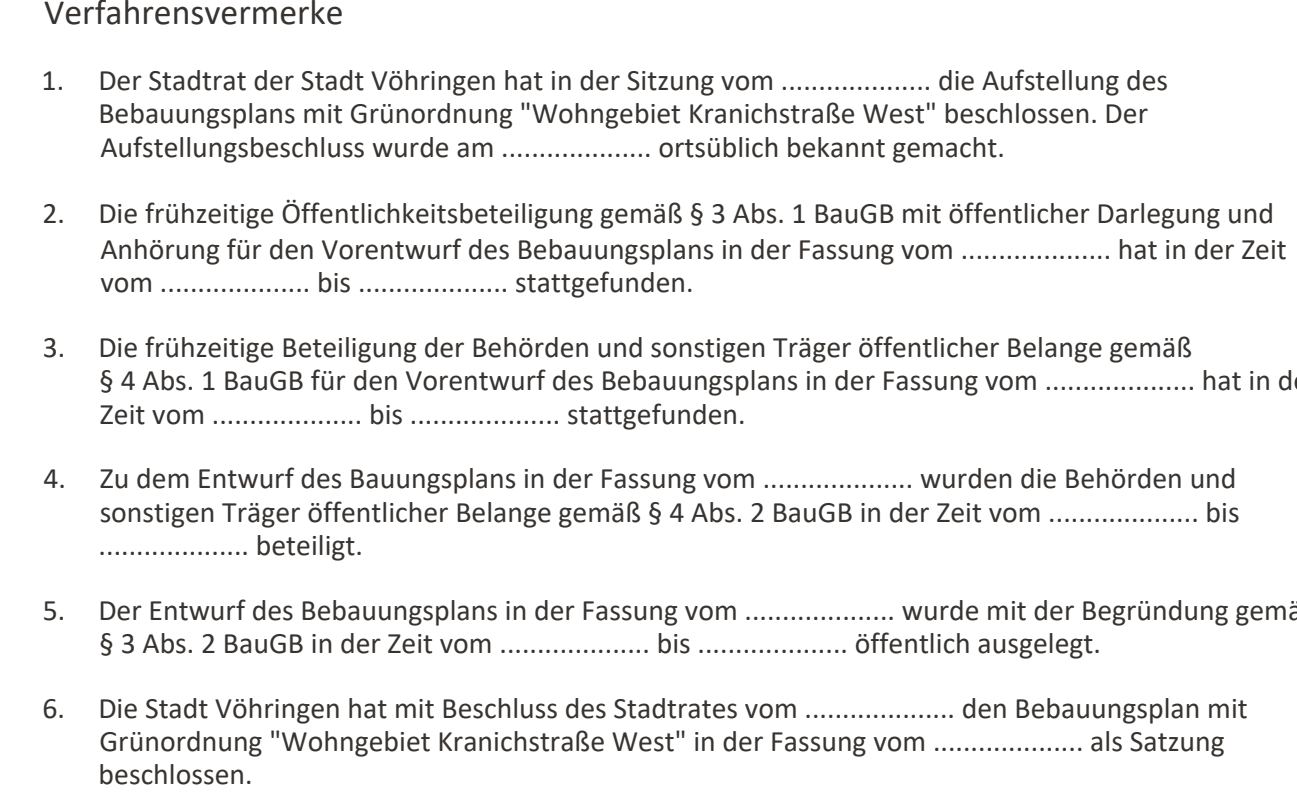 Verfahrensvermerke
1. Der Stadtrat der Stadt Vöhringen hat in der Sitzung vom .................... die Aufstellung des
Bebauungsplans mit Grünordnung "Wohngebiet Kranichstraße West" beschlossen. Der
Aufstellungsbeschluss wurde am .................... ortsüblich bekannt gemacht.
2. Die frühzeitige Öffentlichkeitsbeteiligung gemäß § 3 Abs. 1 BauGB mit öffentlicher Darlegung und
Anhörung für den Vorentwurf des Bebauungsplans in der Fassung vom .................... hat in der Zeit
vom .................... bis .................... stattgefunden.
3. Die frühzeitige Beteiligung der Behörden und sonstigen Träger öffentlicher Belange gemäß
§ 4 Abs. 1 BauGB für den Vorentwurf des Bebauungsplans in der Fassung vom .................... hat in de
Zeit vom .................... bis .................... stattgefunden.
4. Zu dem Entwurf des Bauungsplans in der Fassung vom .................... wurden die Behörden und
sonstigen Träger öffentlicher Belange gemäß § 4 Abs. 2 BauGB in der Zeit vom .................... bis
.................... beteiligt.
5. Der Entwurf des Bebauungsplans in der Fassung vom .................... wurde mit der Begründung gemä
§ 3 Abs. 2 BauGB in der Zeit vom .................... bis .................... öffentlich ausgelegt.
6. Die Stadt Vöhringen hat mit Beschluss des Stadtrates vom .................... den Bebauungsplan mit
Grünordnung "Wohngebiet Kranichstraße West" in der Fassung vom .................... als Satzung
beschlossen.